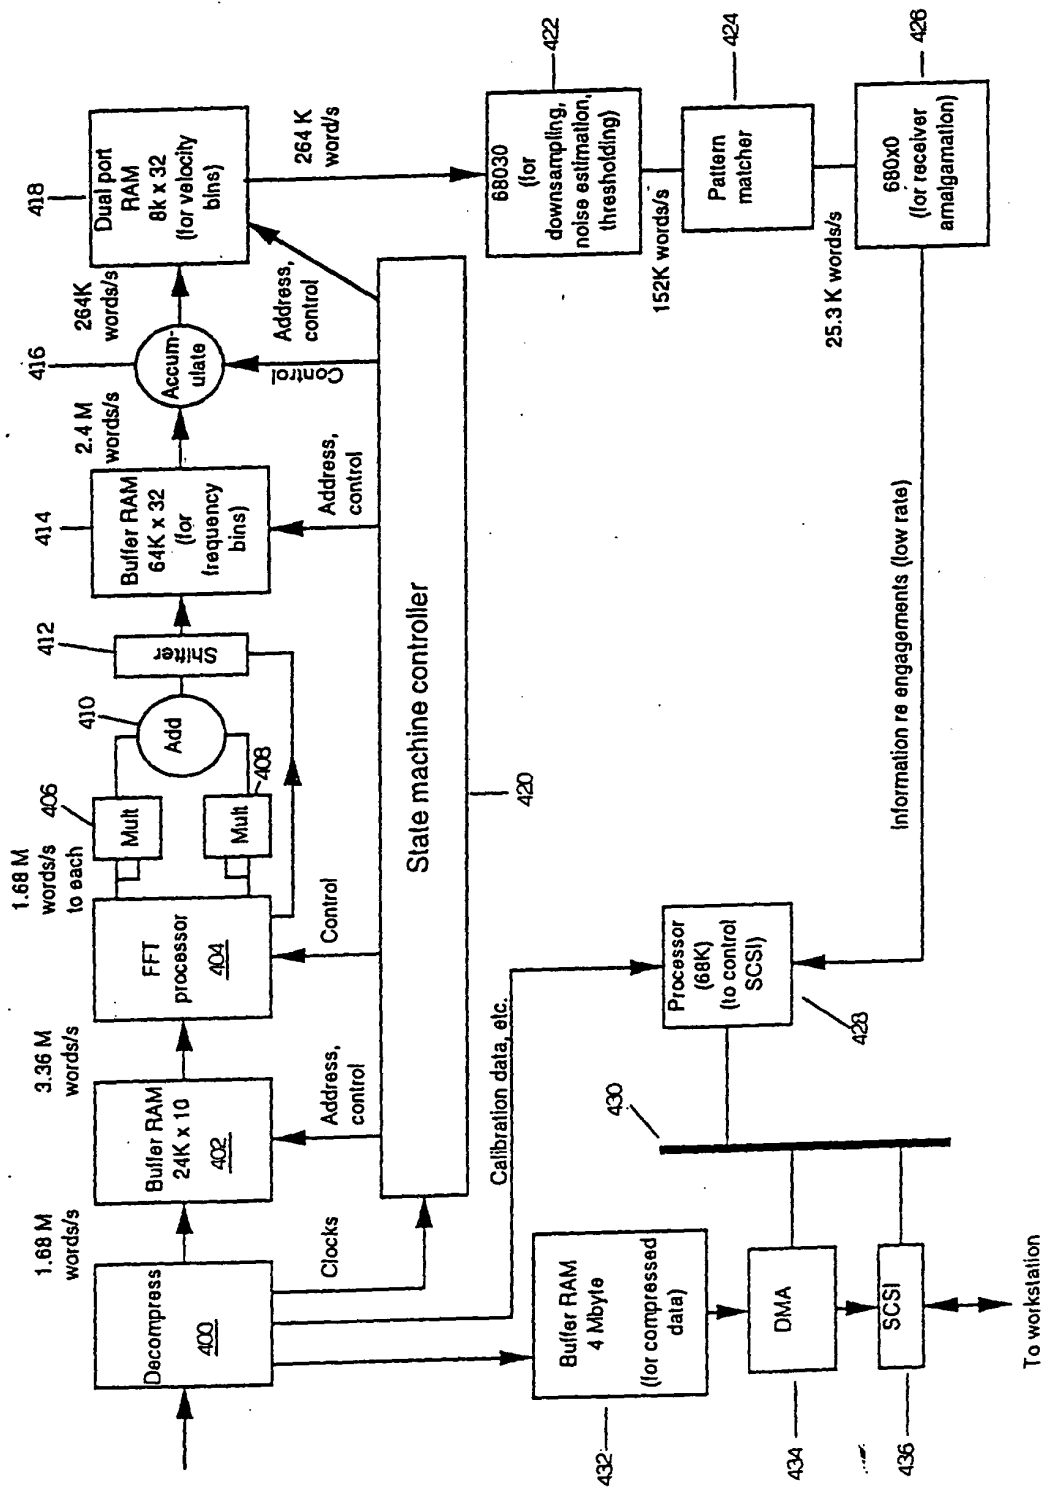 1.68 M
words/s
3.36 M
words/s
1.68 M
words/s
to each
406
408
410
412
414
2.4 M
words/s
416
264K
words/s
418
Decompress
400
Buffer RAM
24K x 10
402
FFT
processor
404
Mult
Mult
Add
Shifter
Buffer RAM
64K x 32
(for
frequency
bins)
Accum-
ulate
Dual port
RAM
8k x 32
(for velocity
bins)
Clocks
Address,
control
Control
Address,
control
Control
Address,
control
264 K
word/s
State machine controller
420
Calibration data, etc.
68030
(for
downsampling,
noise estimation,
thresholding)
422
152K words/s
Pattern
matcher
424
25.3 K words/s
680x0
(for receiver
amalgamation)
426
Information re engagements (low rate)
Processor
(68K)
(to control
SCSI)
428
430
Buffer RAM
4 Mbyte
(for compressed
data)
432
DMA
434
SCSI
436
To workstation